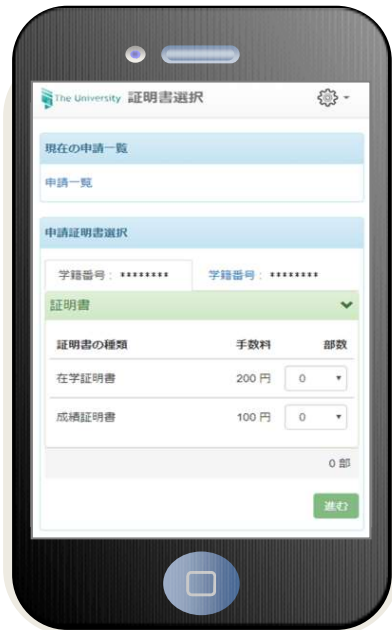 The University 証明書選択
現在の申請一覧
申請一覧
申請証明書選択
学籍番号 : ******** 学籍番号 : ********
証明書
証明書の種類 手数料 部数
在学証明書 200 円 0
成績証明書 100 円 0
0 部
進む